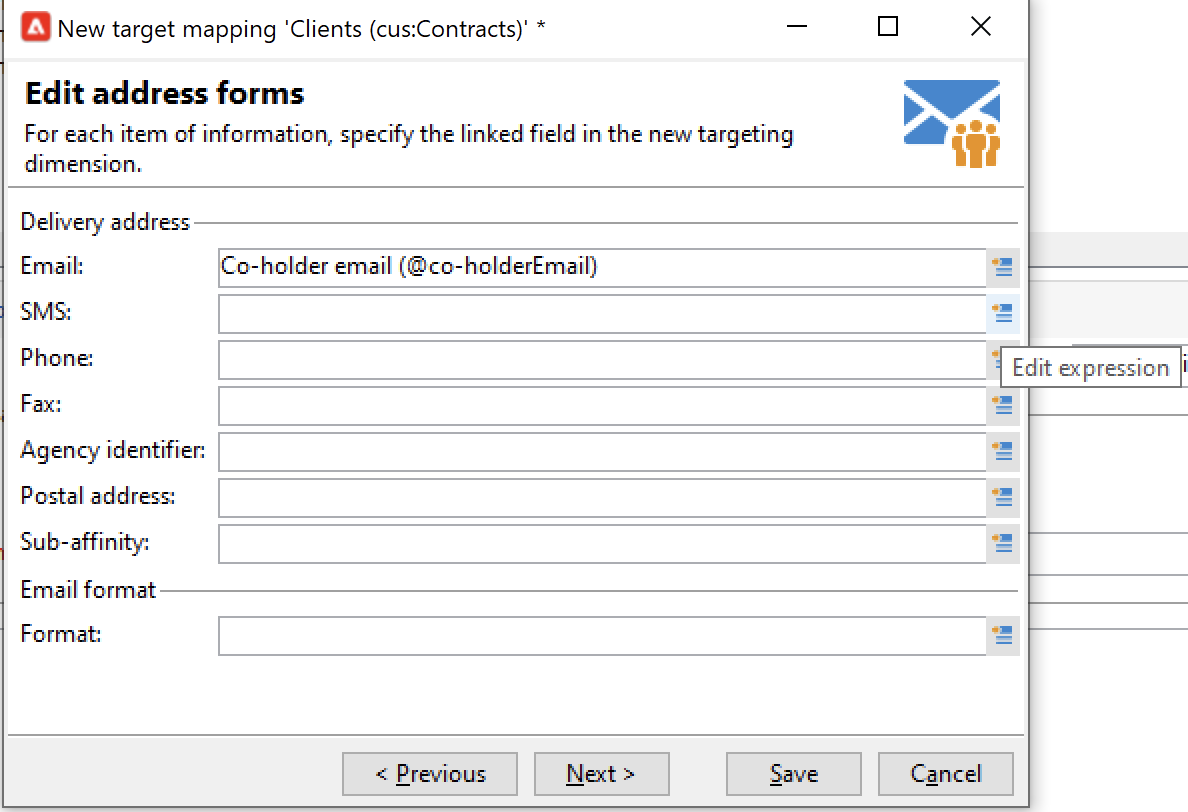 New target mapping 'Clients (cus:Contracts)' *
Edit address forms
For each item of information, specify the linked field in the new targeting
dimension.
Delivery address
Email: Co-holder email (@co-holderEmail)
SMS:
Phone:
Edit expression
Fax:
Agency identifier:
Postal address:
Sub-affinity:
Email format
Format:
< Previous Next > Save Cancel